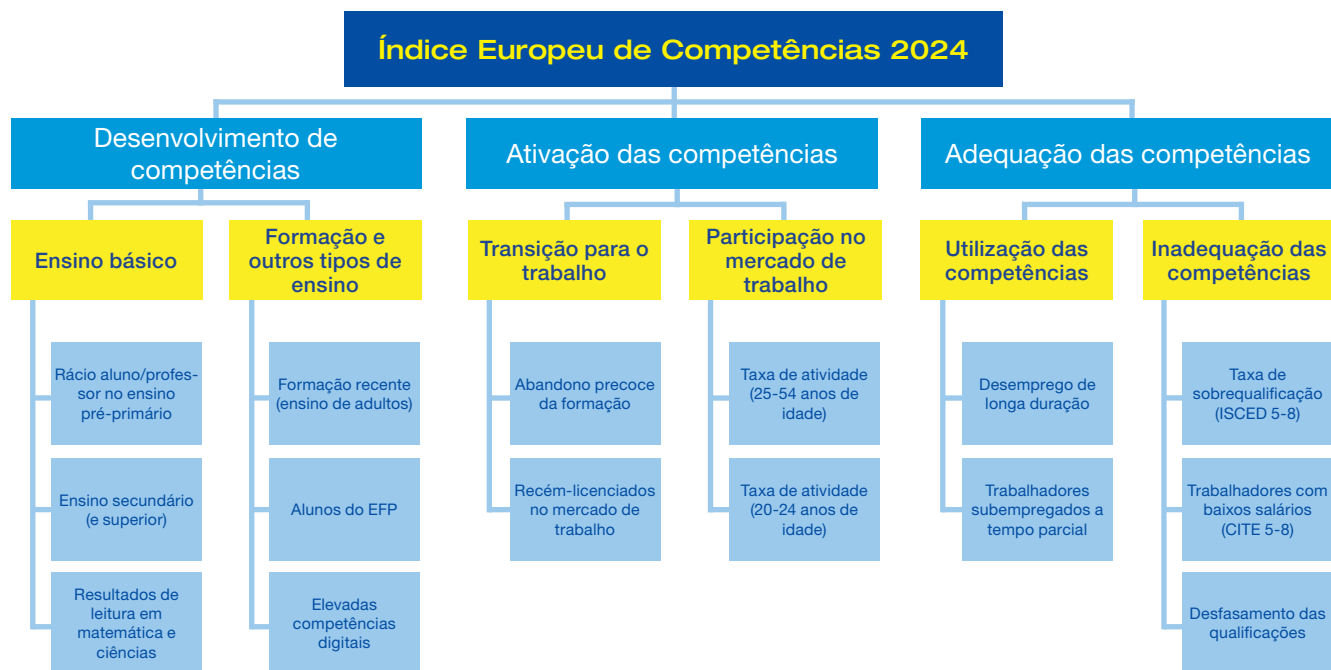 Índice Europeu de Competências 2024
Desenvolvimento de
competências
Ativação das competências
Adequação das competências
Ensino básico
Formação e
outros tipos de
ensino
Transição para o
trabalho
Participação no
mercado de
trabalho
Utilização das
competências
Inadequação das
competências
Rácio aluno/profes-
sor no ensino
pré-primário
Formação recente
(ensino de adultos)
Abandono precoce
da formação
Taxa de atividade
(25-54 anos de
idade)
Desemprego de
longa duração
Taxa de
sobrequalificação
(ISCED 5-8)
Ensino secundário
(e superior)
Alunos do EFP
Recém-licenciados
no mercado de
trabalho
Taxa de atividade
(20-24 anos de
idade)
Trabalhadores
subempregados a
tempo parcial
Trabalhadores com
baixos salários
(CITE 5-8)
Resultados de
leitura em
matemática e
ciências
Elevadas
competências
digitais
Desfasamento das
qualificações